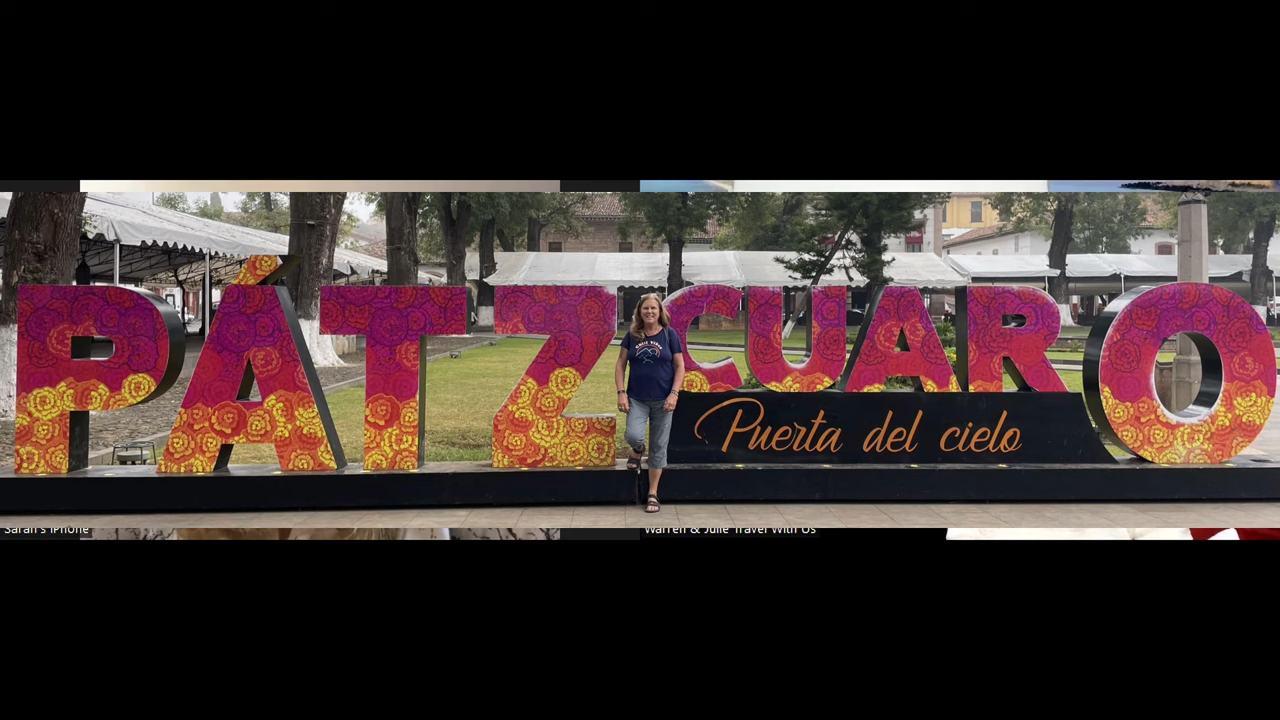 PÁTZCUARO
Puerta del cielo
Sarah's iPhone
Warren & Julie Travel With Us